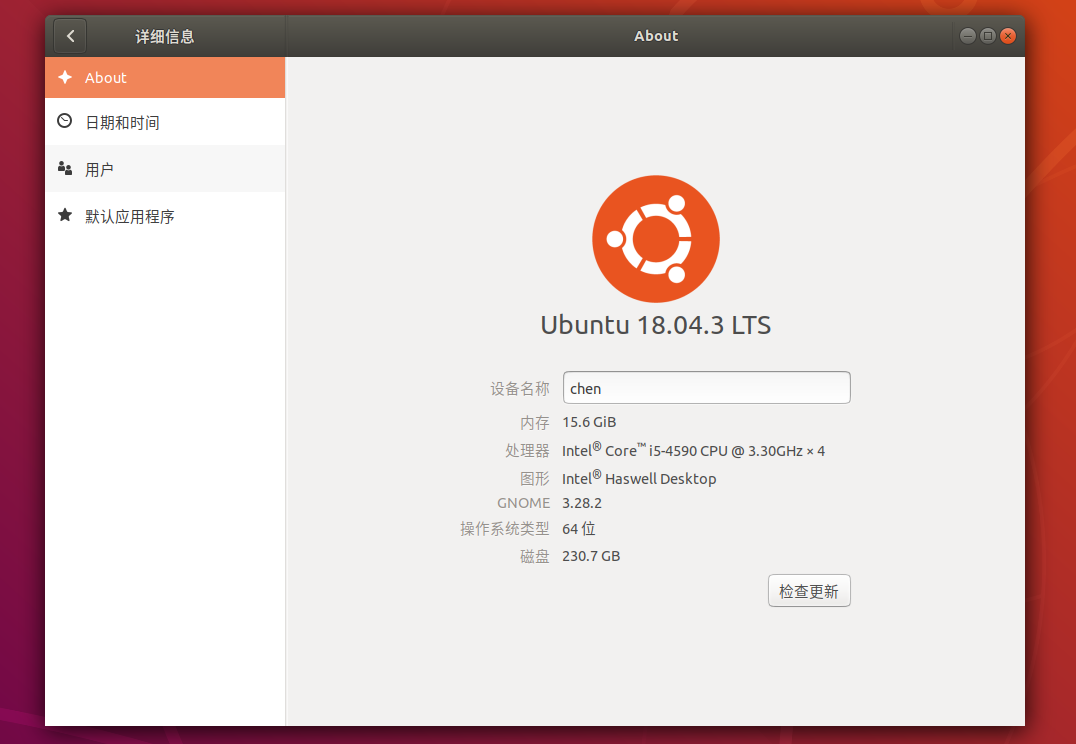 详细信息
About
About
日期和时间
用户
默认应用程序
Ubuntu 18.04.3 LTS
设备名称 chen
内存 15.6 GiB
处理器 Intel® Core™ i5-4590 CPU @ 3.30GHz × 4
图形 Intel® Haswell Desktop
GNOME 3.28.2
操作系统类型 64 位
磁盘 230.7 GB
检查更新